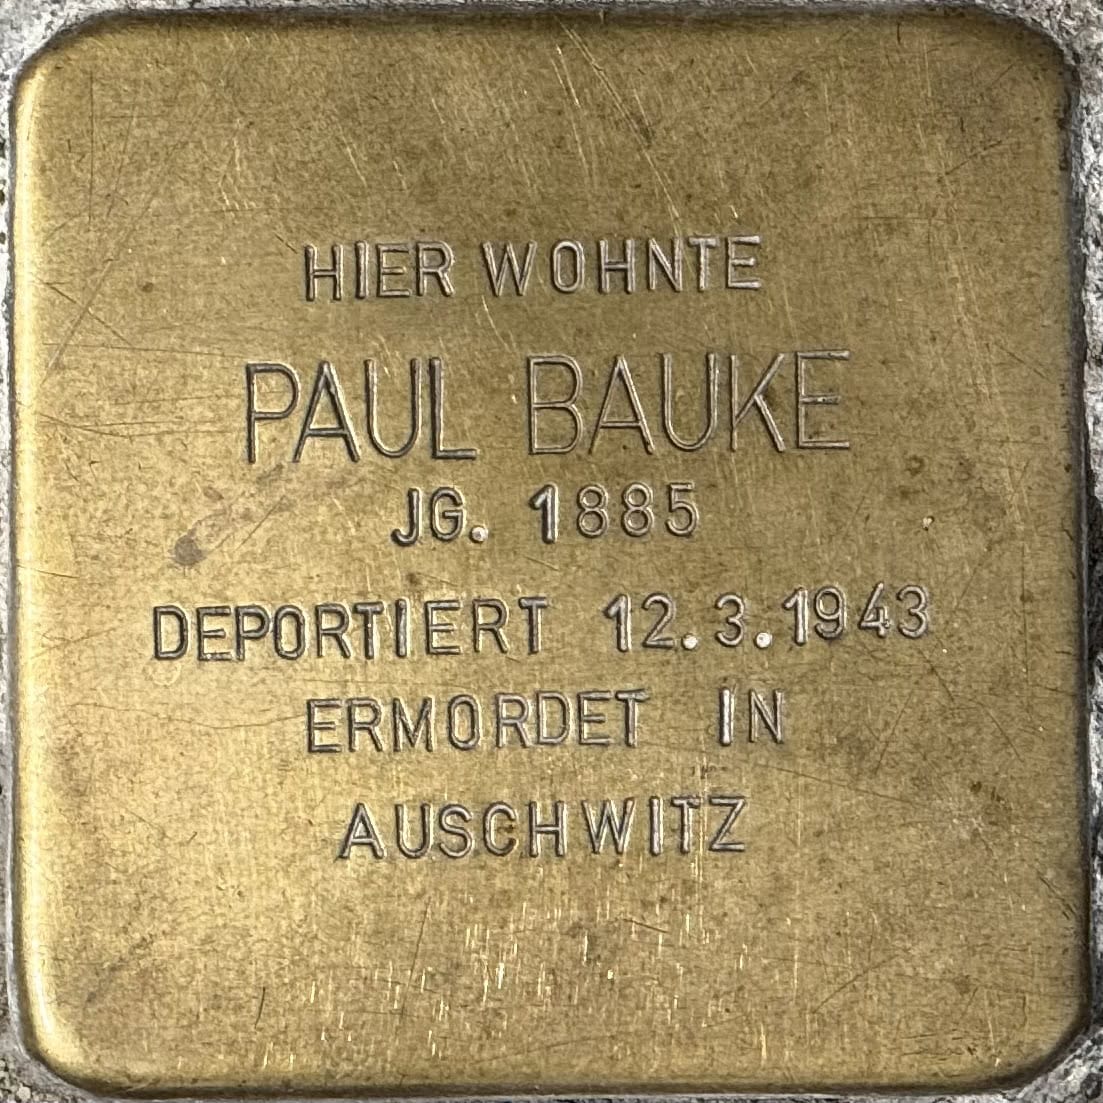 HIER WOHNTE
PAUL BAUKE
JG. 1885
DEPORTIERT 12.3.1943
ERMORDET IN
AUSCHWITZ